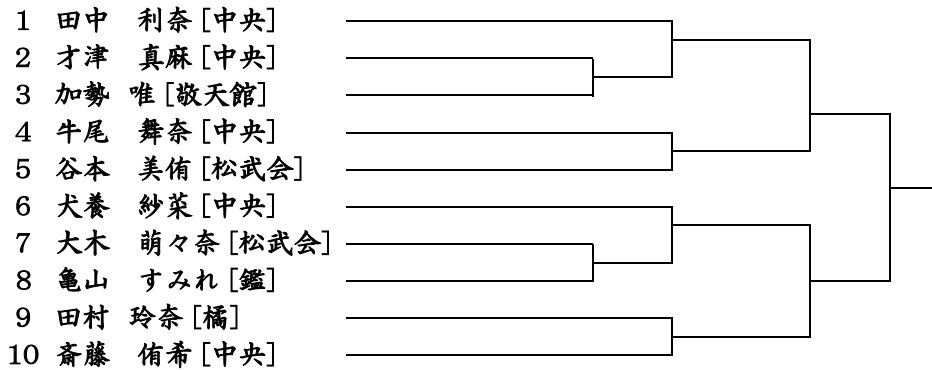 1 田中　利奈 [中央]
2 才津　真麻 [中央]
3 加勢 唯 [敬天館]
4 牛尾　舞奈 [中央]
5 谷本　美侑 [松武会]
6 犬養　紗菜 [中央]
7 大木　萌々奈 [松武会]
8 亀山　すみれ [鑑]
9 田村 玲奈 [橘]
10 斎藤　侑希 [中央]